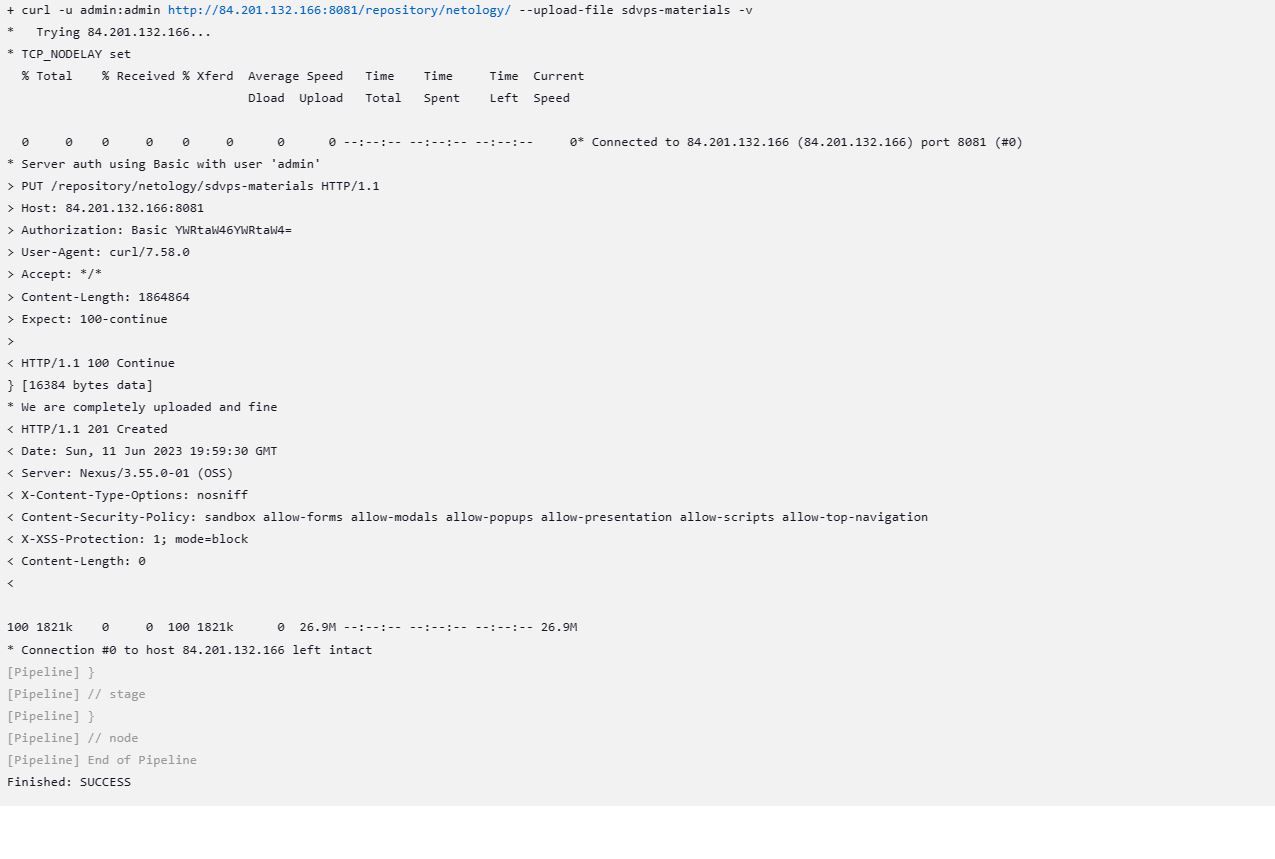 + curl -u admin:admin http://84.201.132.166:8081/repository/netology/ --upload-file sdvps-materials -v
*   Trying 84.201.132.166...
* TCP_NODELAY set
  % Total    % Received % Xferd  Average Speed   Time    Time     Time  Current
                                 Dload  Upload   Total   Spent    Left  Speed
  0     0    0     0    0     0      0      0 --:--:-- --:--:-- --:--:--     0* Connected to 84.201.132.166 (84.201.132.166) port 8081 (#0)
* Server auth using Basic with user 'admin'
> PUT /repository/netology/sdvps-materials HTTP/1.1
> Host: 84.201.132.166:8081
> Authorization: Basic YWRtaW46YWRtaW4=
> User-Agent: curl/7.58.0
> Accept: */*
> Content-Length: 1864864
> Expect: 100-continue
>
< HTTP/1.1 100 Continue
} [16384 bytes data]
* We are completely uploaded and fine
< HTTP/1.1 201 Created
< Date: Sun, 11 Jun 2023 19:59:30 GMT
< Server: Nexus/3.55.0-01 (OSS)
< X-Content-Type-Options: nosniff
< Content-Security-Policy: sandbox allow-forms allow-modals allow-popups allow-presentation allow-scripts allow-top-navigation
< X-XSS-Protection: 1; mode=block
< Content-Length: 0
<
100 1821k    0     0  100 1821k      0  26.9M --:--:-- --:--:-- --:--:-- 26.9M
* Connection #0 to host 84.201.132.166 left intact
[Pipeline] }
[Pipeline] // stage
[Pipeline] }
[Pipeline] // node
[Pipeline] End of Pipeline
Finished: SUCCESS